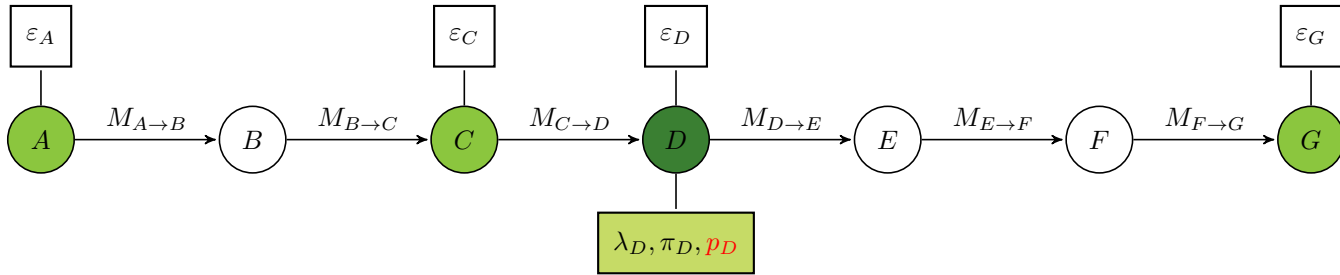 ε_A ε_C ε_D ε_G
M_{A→B} M_{B→C} M_{C→D} M_{D→E} M_{E→F} M_{F→G}
A B C D E F G
λ_D, π_D, p_D